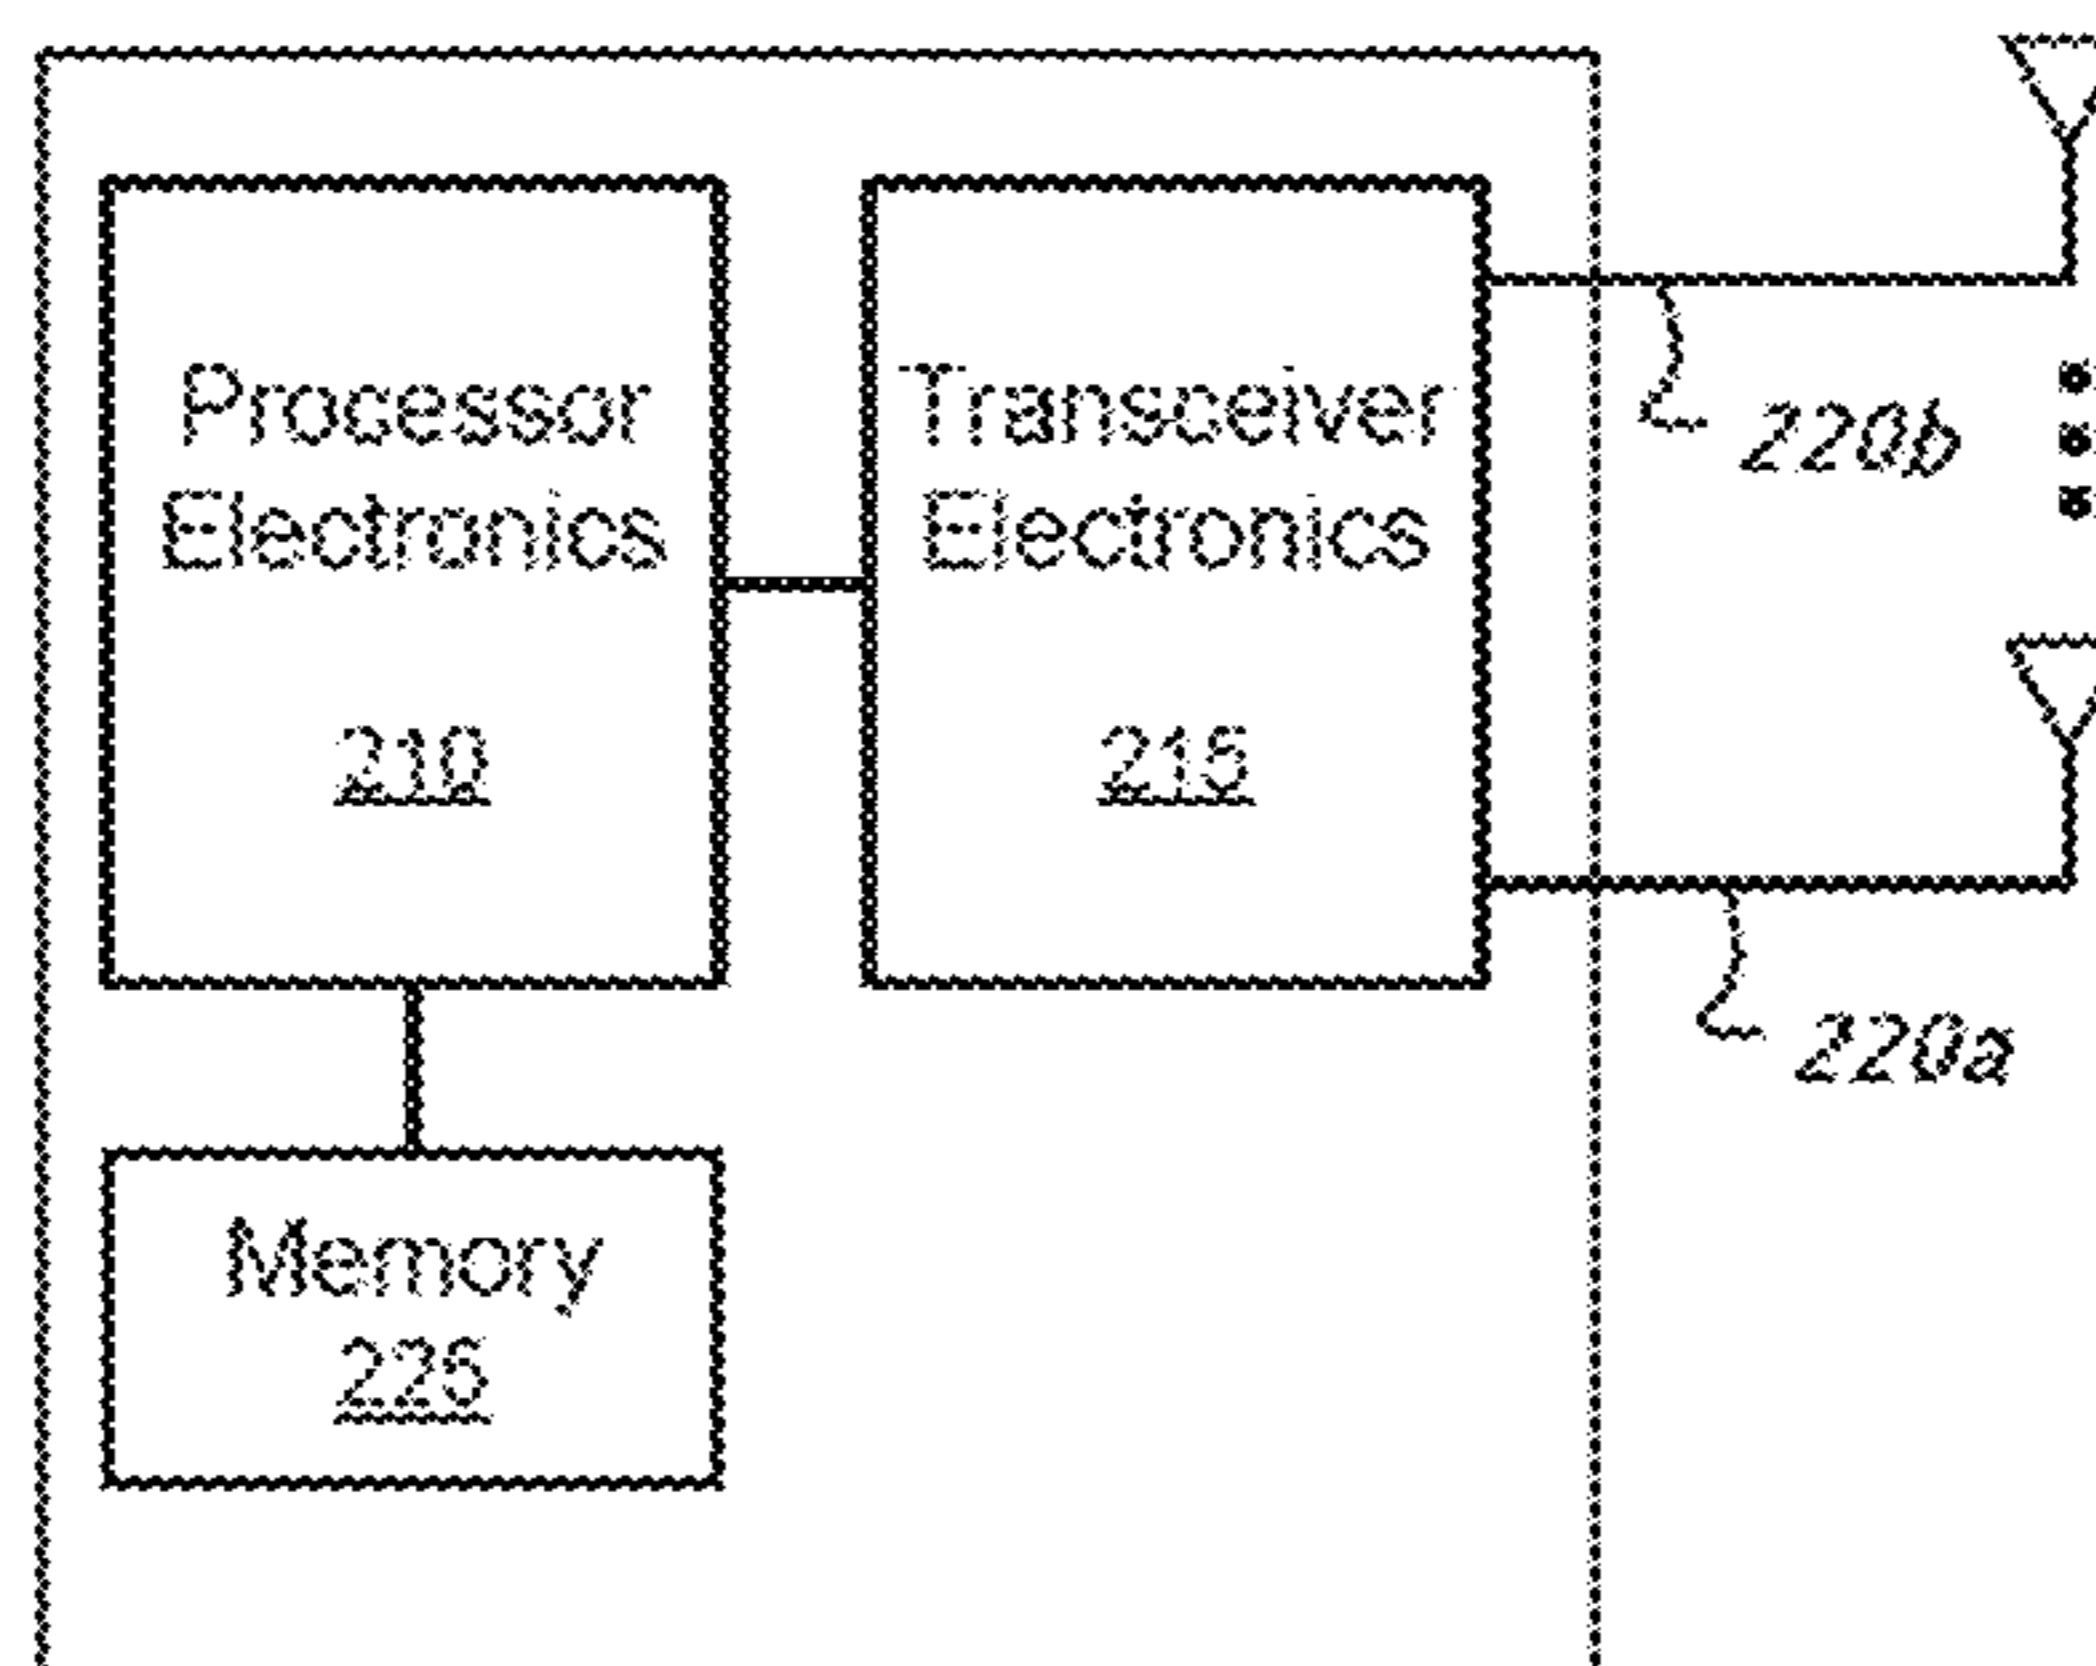 Processor
Electronics
210
Transceiver
Electronics
215
220b
220a
Memory
225